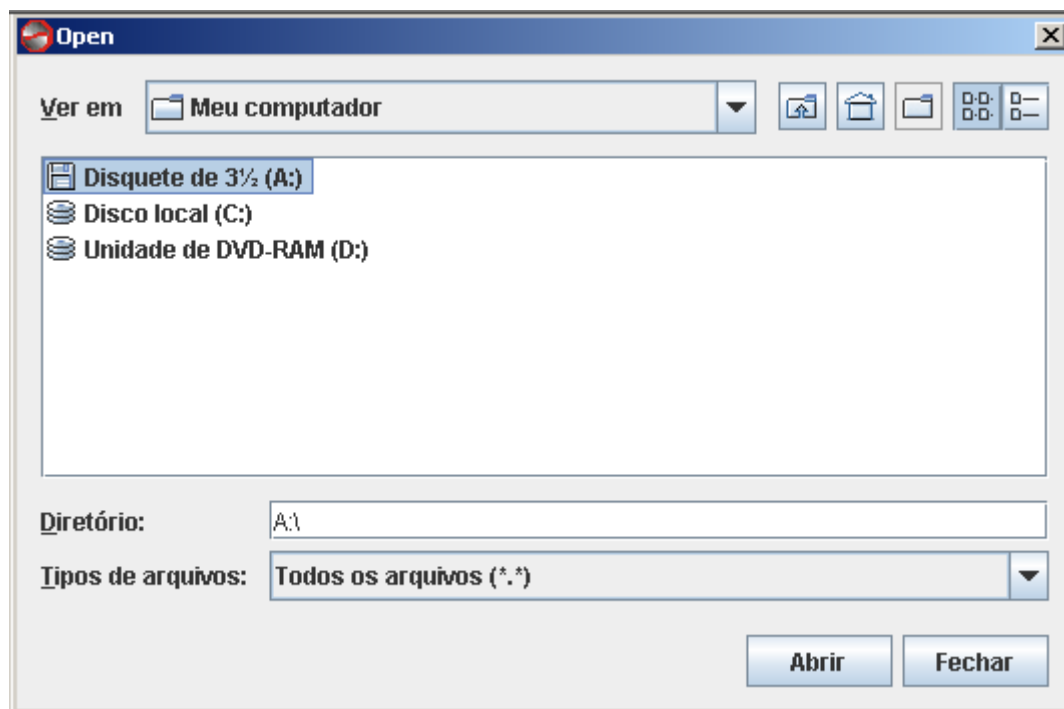 Open
Ver em Meu computador
Disquete de 3½ (A:)
Disco local (C:)
Unidade de DVD-RAM (D:)
Diretório: A:\
Tipos de arquivos: Todos os arquivos (*.*)
Abrir Fechar